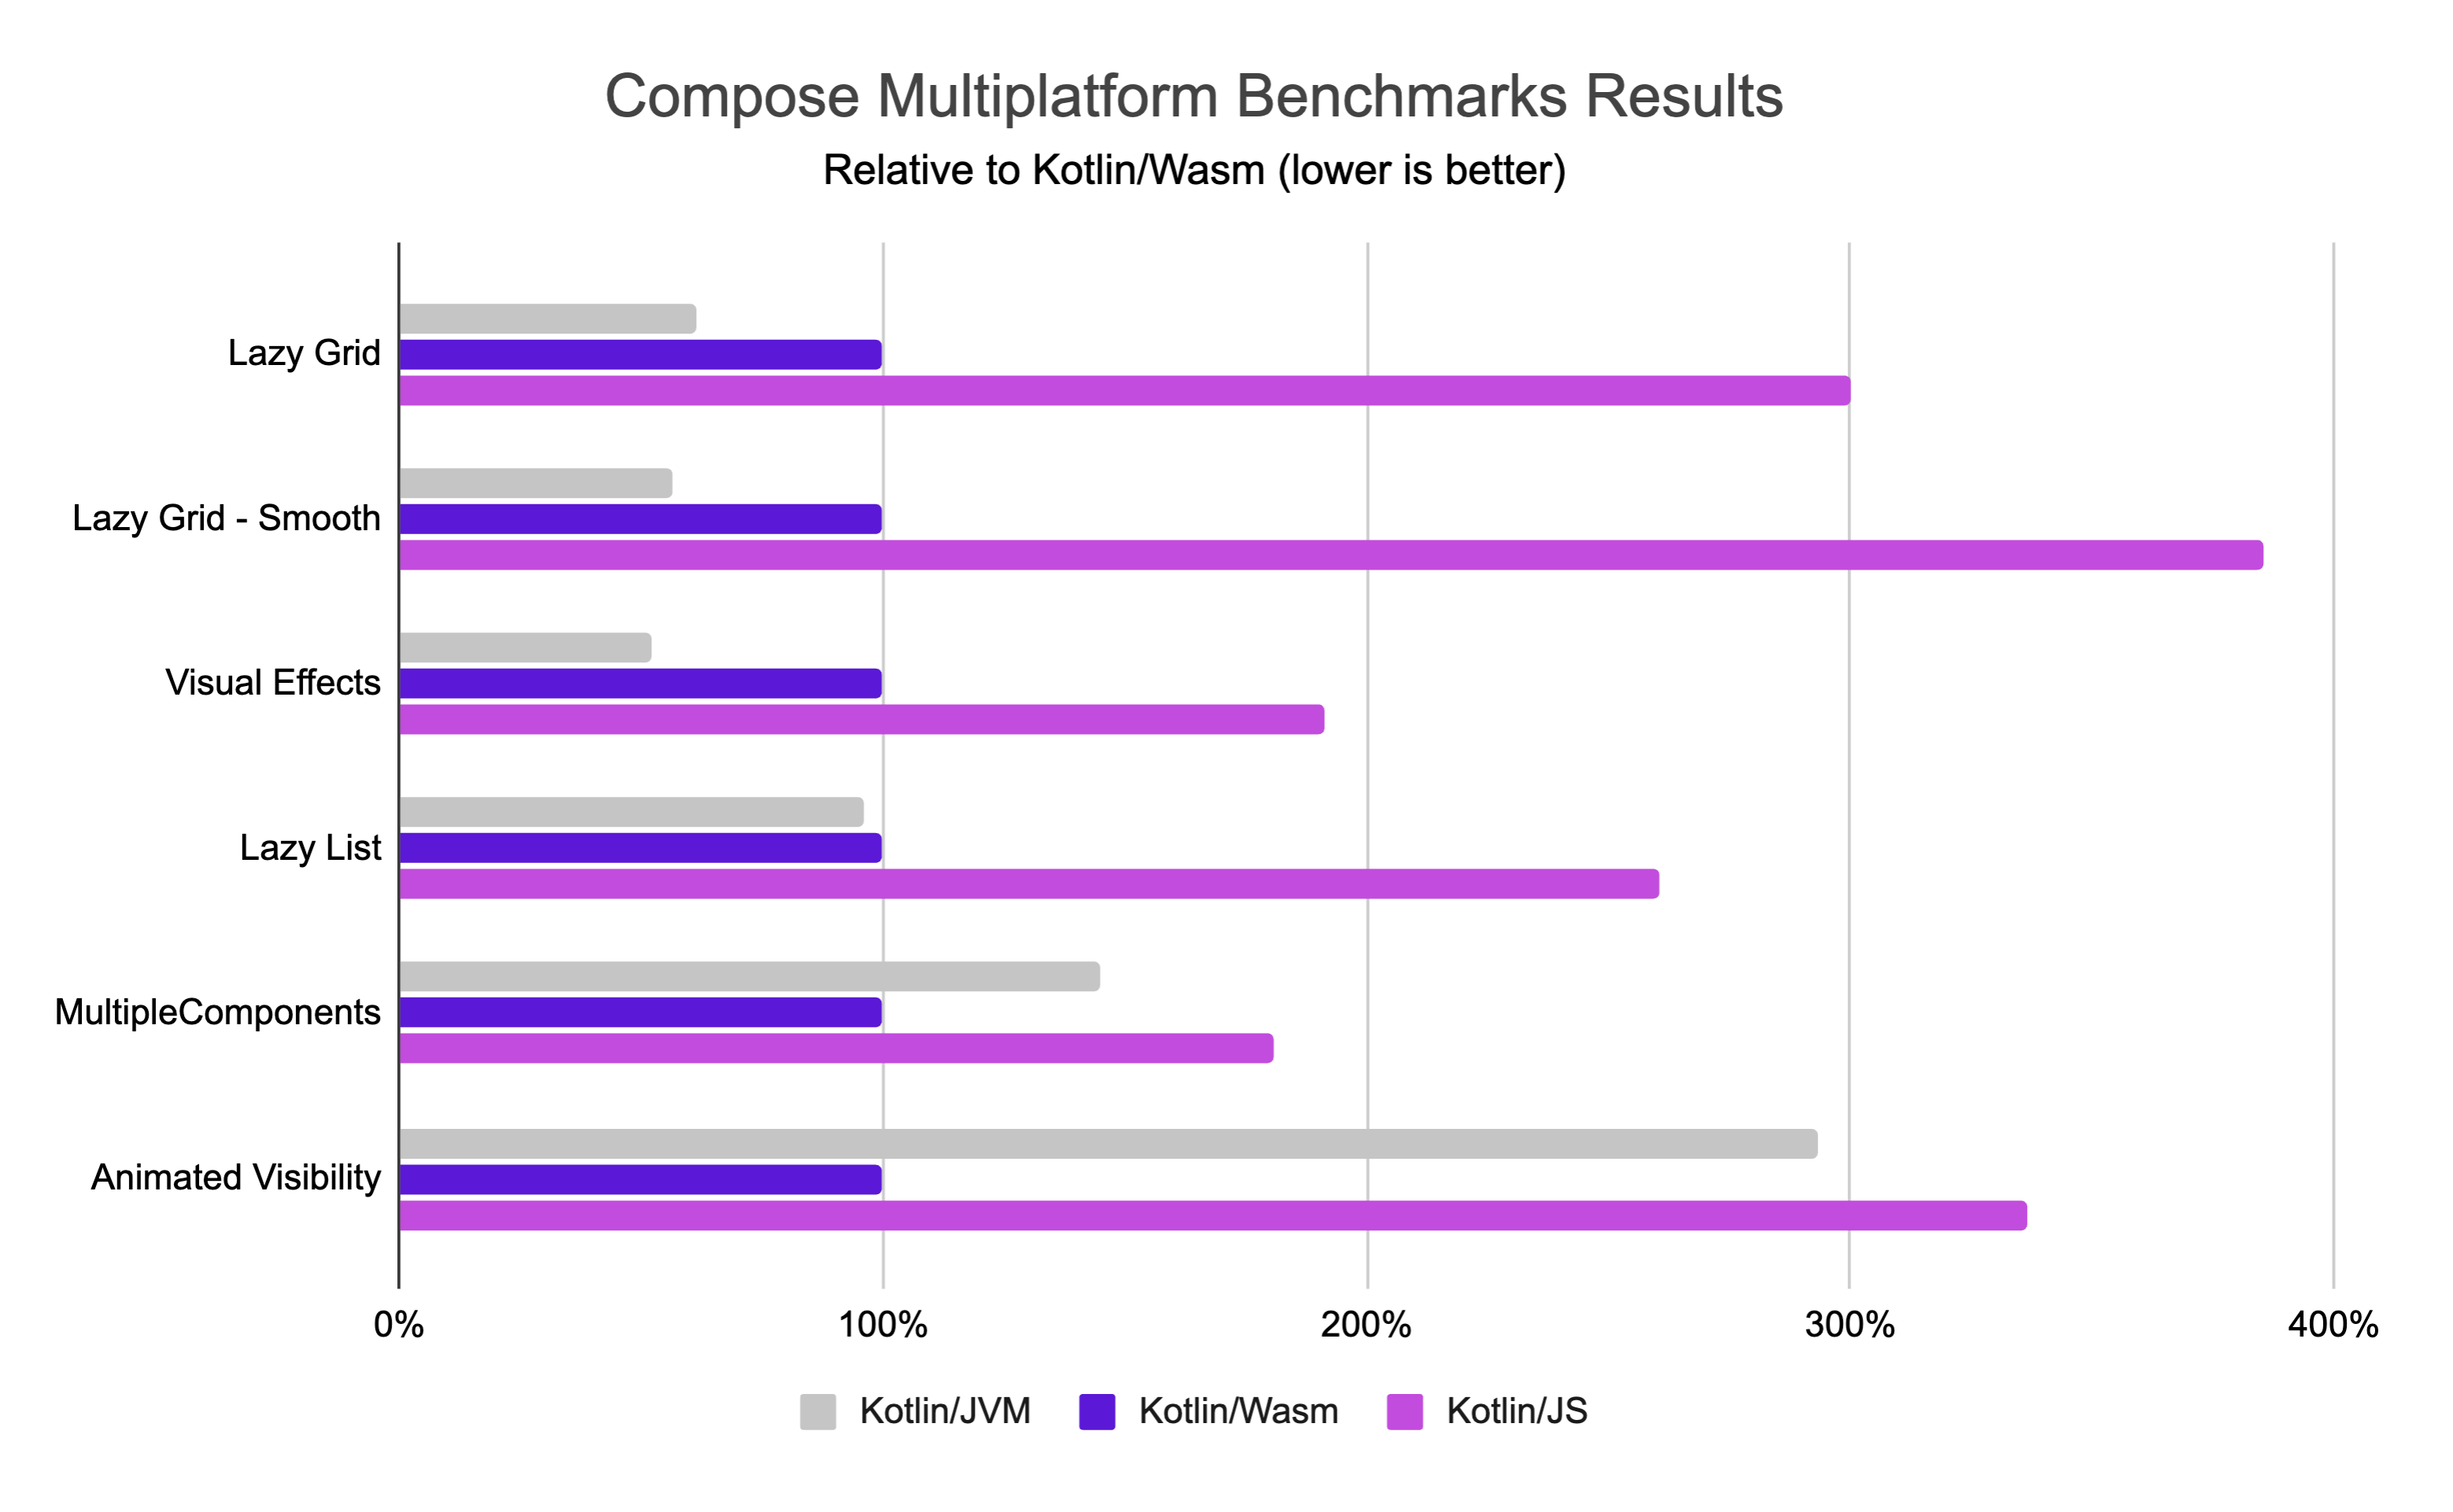 Compose Multiplatform Benchmarks Results
Relative to Kotlin/Wasm (lower is better)
Lazy Grid
Lazy Grid - Smooth
Visual Effects
Lazy List
MultipleComponents
Animated Visibility
0% 100% 200% 300% 400%
Kotlin/JVM Kotlin/Wasm Kotlin/JS